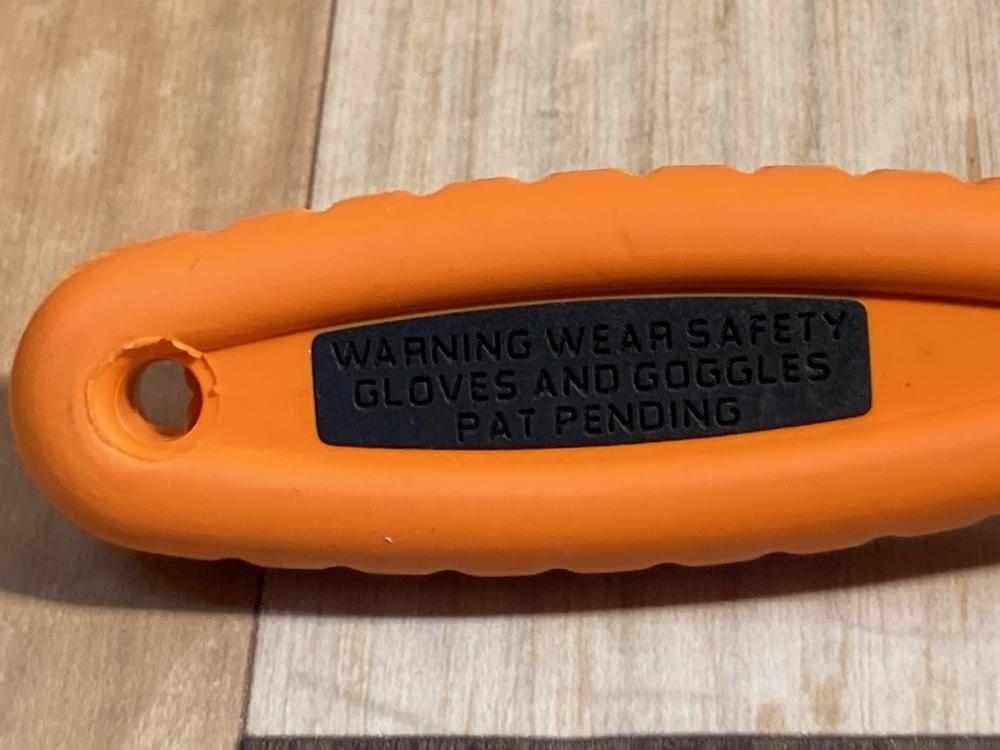 WARNING WEAR SAFETY
GLOVES AND GOGGLES
PAT PENDING